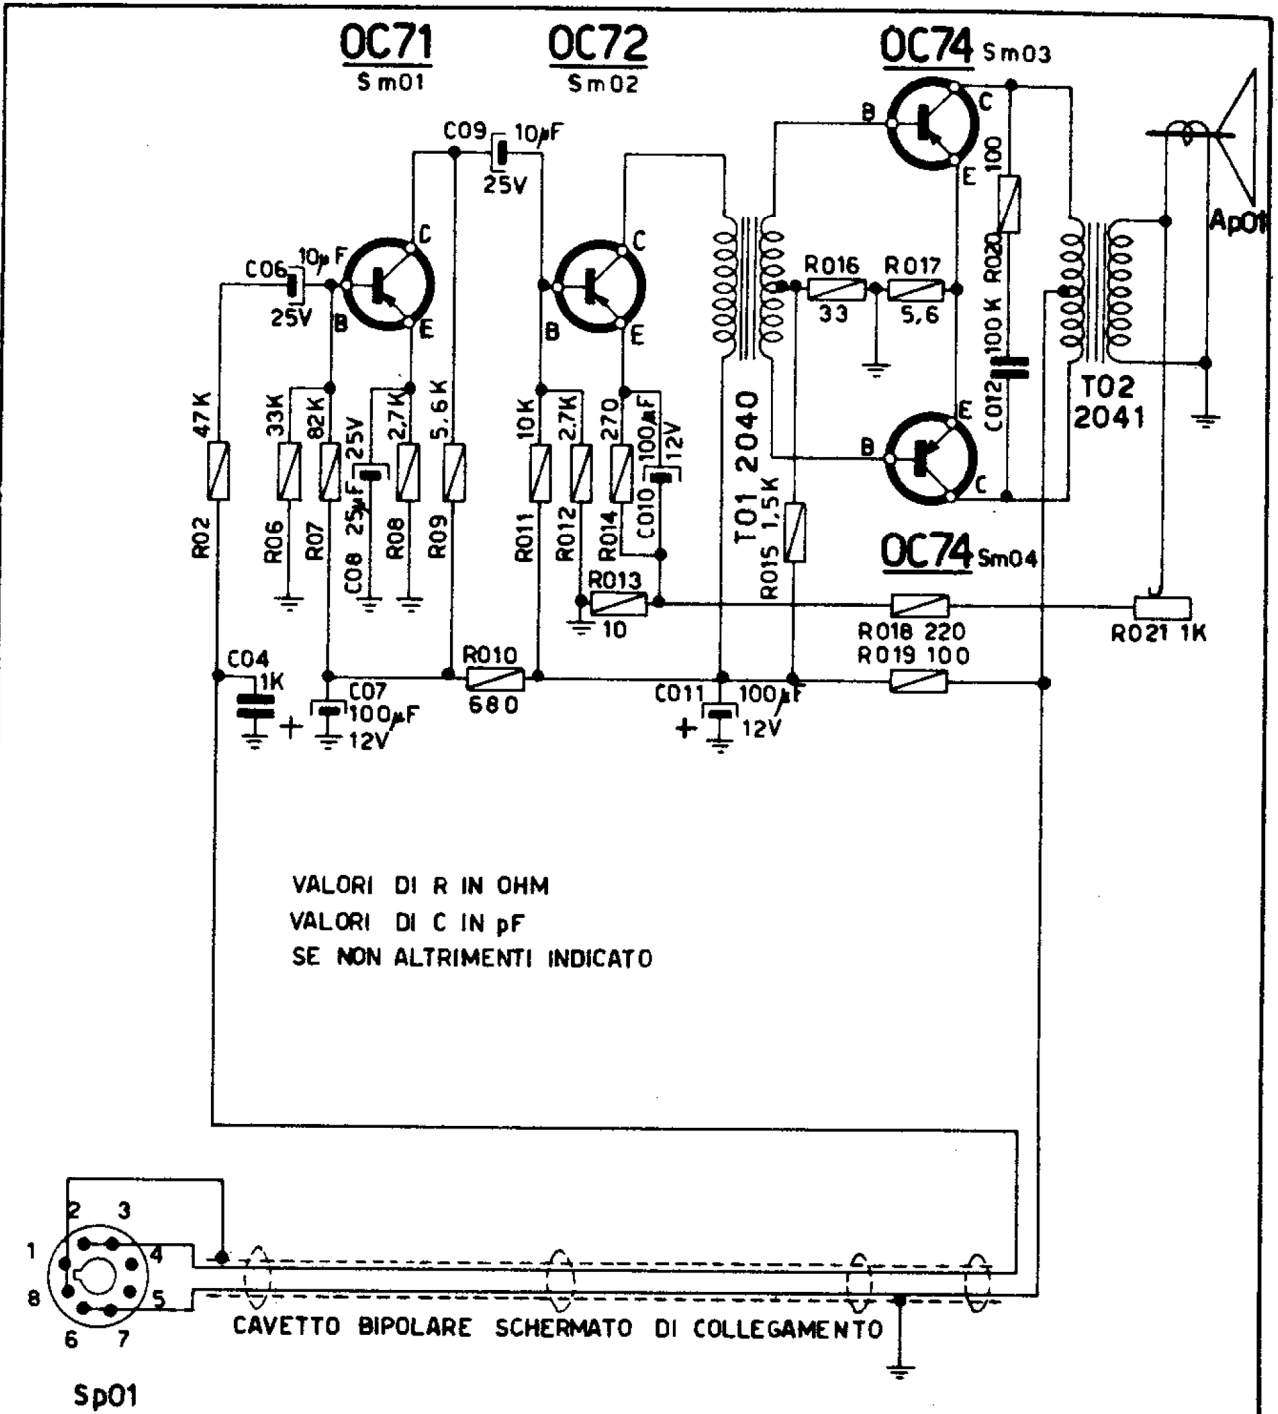 OC71
Sm01
OC72
Sm02
OC74 Sm03
C09 10µF
25V
C06 10µF
25V
B
C
E
B
C
E
B
C
E
B
E
C
R016
33
R017
5,6
100
R020
100K
C012
Ap01
T02
2041
T01 2040
R02 47K
R06 33K
R07 82K
C08 25µF 25V
R08 2,7K
R09 5,6K
R011 10K
R012 2.7K
R014 270
C010 100µF
12V
R015 1,5K
OC74 Sm04
R013
10
R018 220
R019 100
R021 1K
C04
1K
+
C07
100µF
12V
R010
680
C011 100µF
+ 12V
VALORI DI R IN OHM
VALORI DI C IN pF
SE NON ALTRIMENTI INDICATO
1
2
3
4
5
6
7
8
CAVETTO BIPOLARE SCHERMATO DI COLLEGAMENTO
Sp01